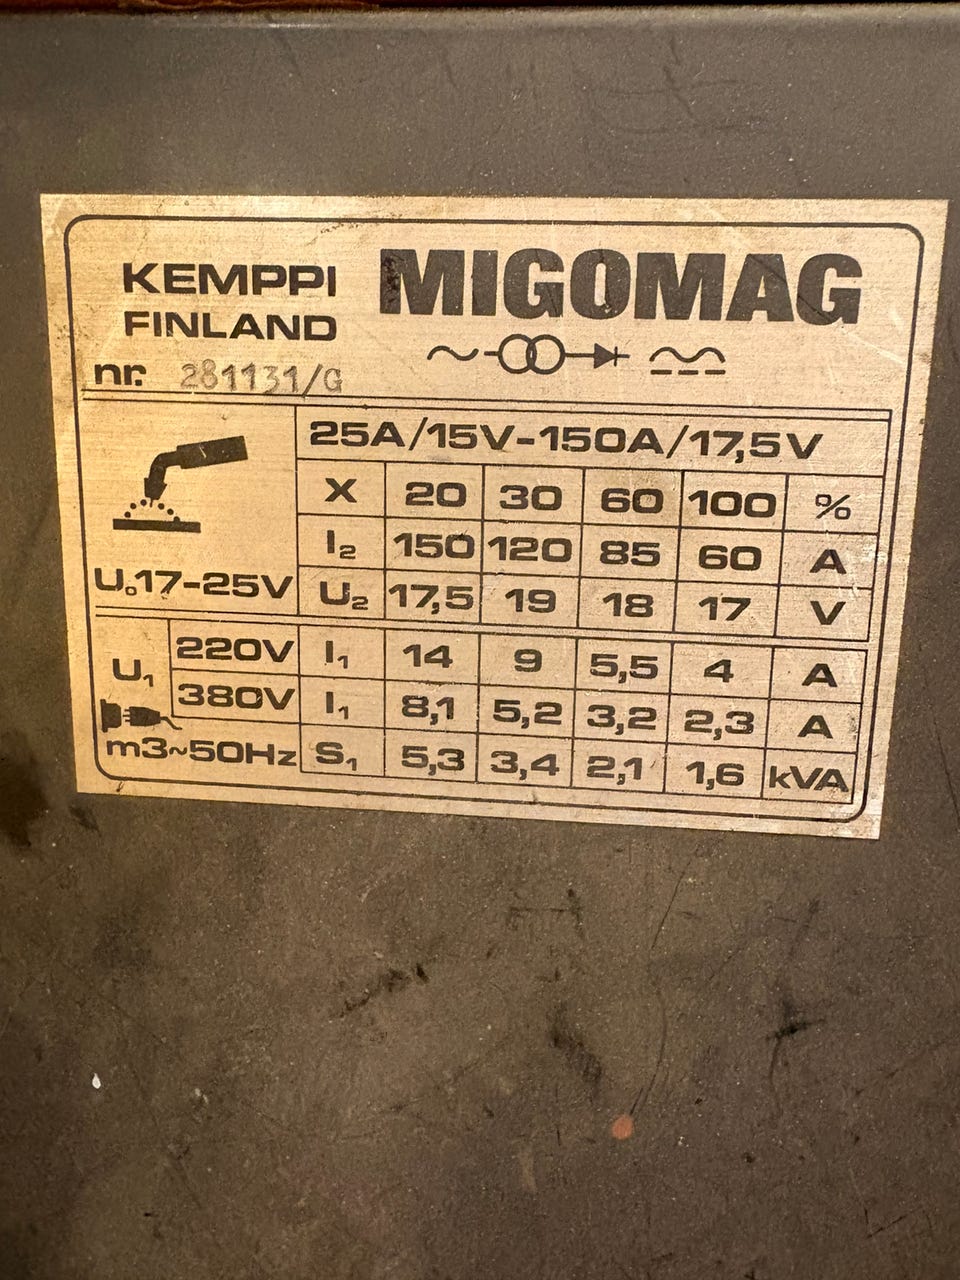 KEMPPI MIGOMAG
FINLAND
nr. 281131/G
25A/15V-150A/17,5V
X 20 30 60 100 %
I₂ 150 120 85 60 A
U₀17-25V U₂ 17,5 19 18 17 V
U₁ 220V I₁ 14 9 5,5 4 A
380V I₁ 8,1 5,2 3,2 2,3 A
m3~50Hz S₁ 5,3 3,4 2,1 1,6 kVA